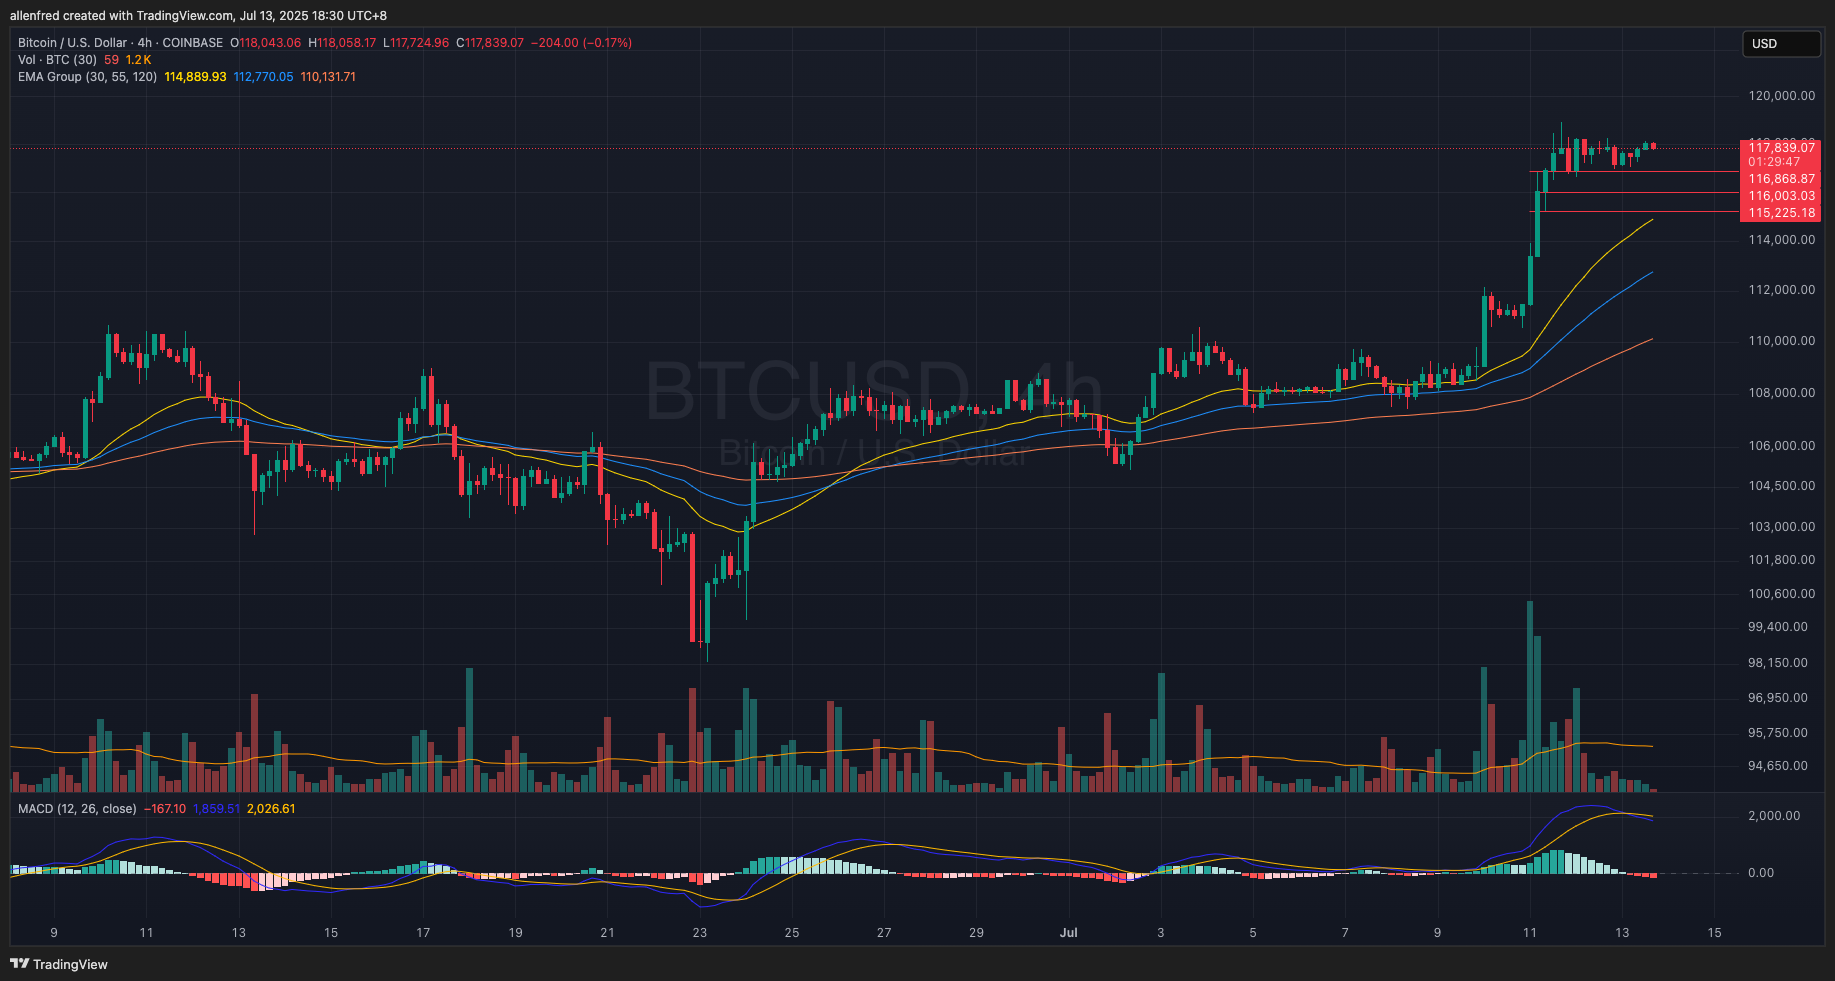 allenfred created with TradingView.com, Jul 13, 2025 18:30 UTC+8
Bitcoin / U.S. Dollar · 4h · COINBASE O118,043.06 H118,058.17 L117,724.96 C117,839.07 −204.00 (−0.17%)
Vol · BTC (30) 59 1.2K
EMA Group (30, 55, 120) 114,889.93 112,770.05 110,131.71
USD
120,000.00
117,839.07
01:29:47
116,868.87
116,003.03
115,225.18
114,000.00
112,000.00
110,000.00
108,000.00
106,000.00
104,500.00
103,000.00
101,800.00
100,600.00
99,400.00
98,150.00
96,950.00
95,750.00
94,650.00
BTCUSD, 4h
Bitcoin / U.S. Dollar
MACD (12, 26, close) −167.10 1,859.51 2,026.61
2,000.00
0.00
9 11 13 15 17 19 21 23 25 27 29 Jul 3 5 7 9 11 13 15
TradingView